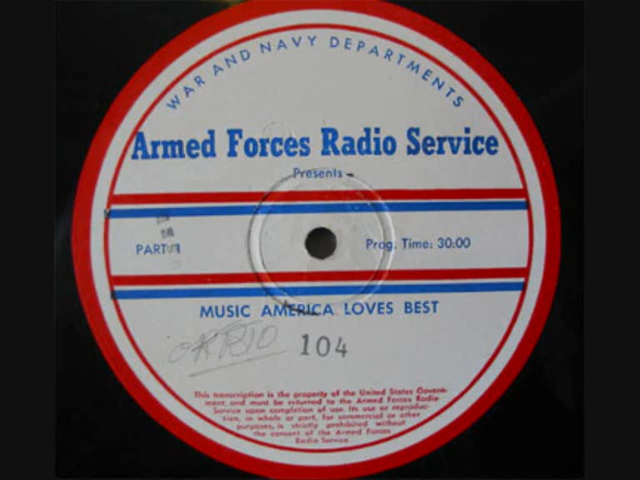 WAR AND NAVY DEPARTMENTS
Armed Forces Radio Service
Presents
PART
Prog. Time: 30:00
MUSIC AMERICA LOVES BEST
104
This transcription is the property of the United States Govern-
ment, and must be returned to the Armed Forces Radio
Service upon completion of use. Its use or reproduc-
tion, in whole or part, for commercial or other
purposes, is strictly prohibited without
the consent of the Armed Forces
Radio Service.